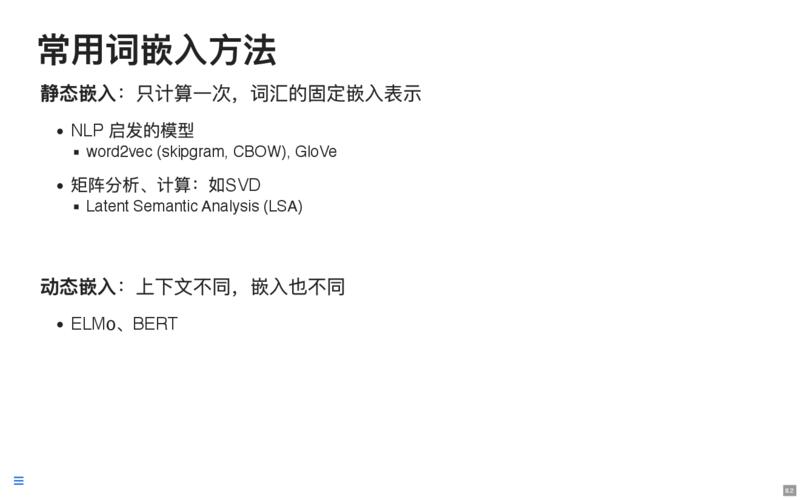 常用词嵌入方法
静态嵌入：只计算一次，词汇的固定嵌入表示
NLP 启发的模型
word2vec (skipgram, CBOW), GloVe
矩阵分析、计算：如SVD
Latent Semantic Analysis (LSA)
动态嵌入：上下文不同，嵌入也不同
ELMo、BERT